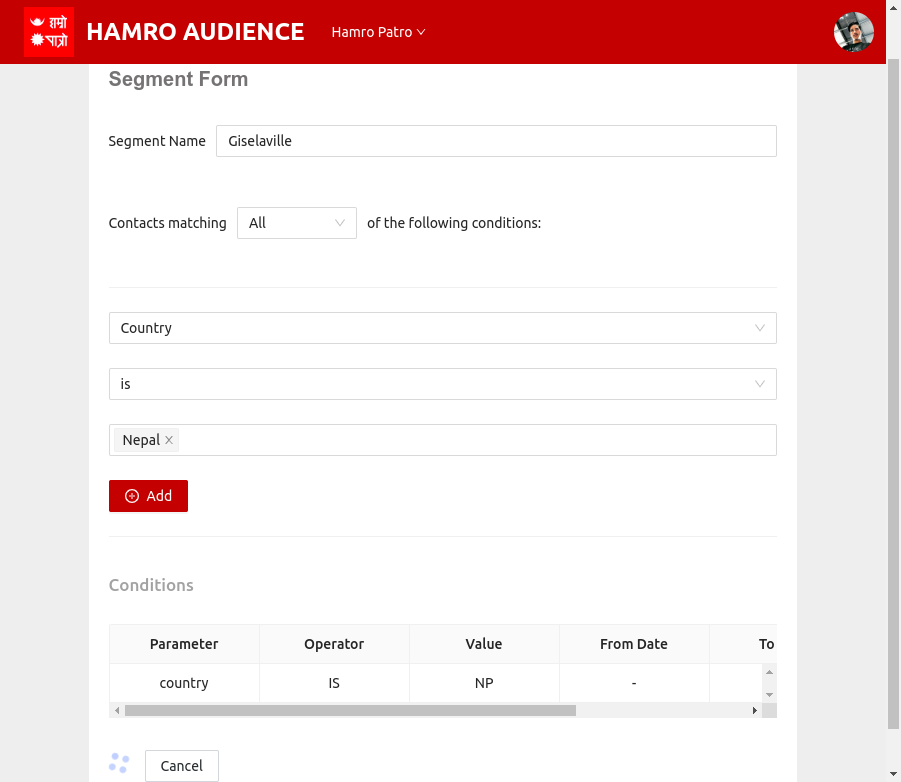 हाम्रो
पात्रो
HAMRO AUDIENCE
Hamro Patro
Segment Form
Segment Name
Giselaville
Contacts matching
All
of the following conditions:
Country
is
Nepal
Add
Conditions
Parameter Operator Value From Date To
country IS NP -
Cancel